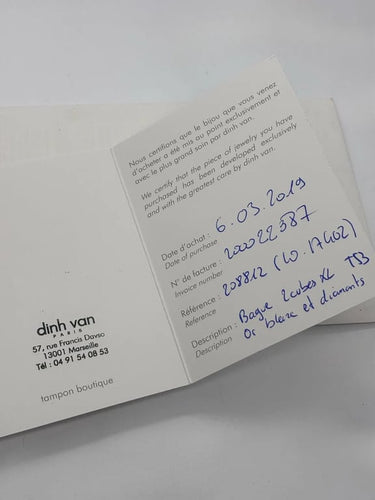 Nous certifions que le bijou que vous venez
d'acheter a été mis au point exclusivement et
avec le plus grand soin par dinh van.
We certify that the piece of jewelry you have
purchased has been developed exclusively
and with the greatest care by dinh van.
Date d'achat : 6.03.2019
Date of purchase
N° de facture : 200022387
Invoice number
Référence : 208812 (40.17402)
Reference
Description : Bague 2cubes XL T53
Description Or blanc et diamants
dinh van
PARIS
57, rue Francis Davso
13001 Marseille
Tél : 04 91 54 08 53
tampon boutique